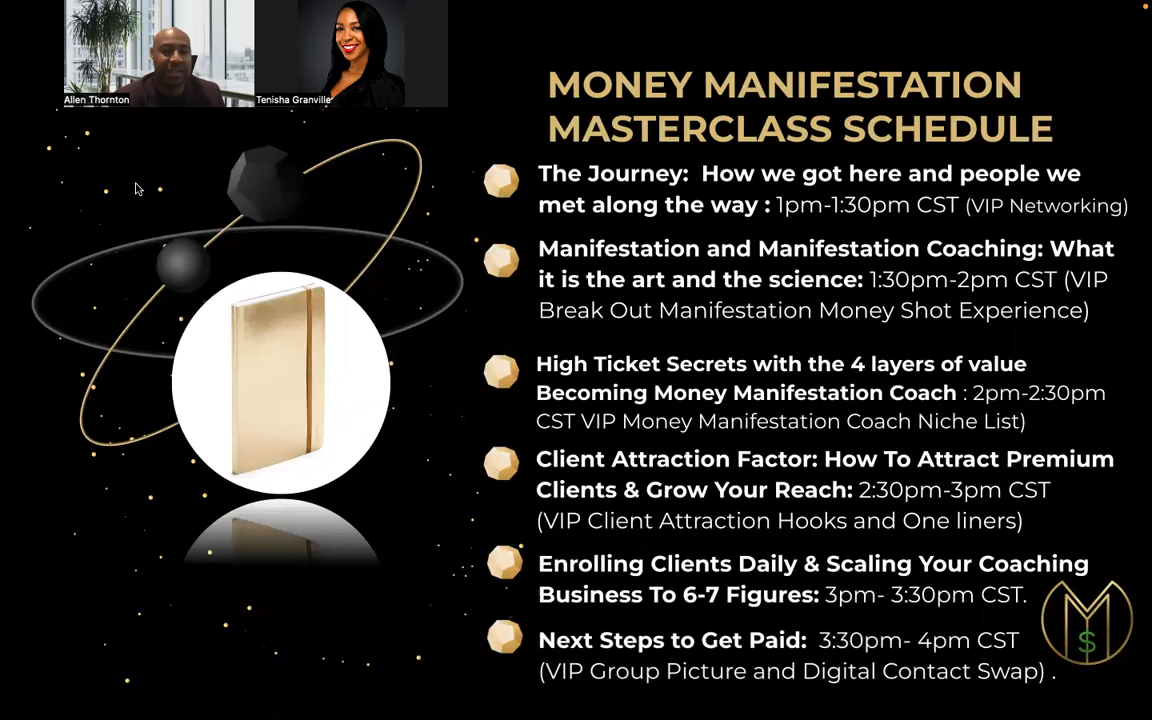 Allen Thornton
Tenisha Granville
MONEY MANIFESTATION
MASTERCLASS SCHEDULE
The Journey:  How we got here and people we
met along the way : 1pm-1:30pm CST (VIP Networking)
Manifestation and Manifestation Coaching: What
it is the art and the science: 1:30pm-2pm CST (VIP
Break Out Manifestation Money Shot Experience)
High Ticket Secrets with the 4 layers of value
Becoming Money Manifestation Coach : 2pm-2:30pm
CST VIP Money Manifestation Coach Niche List)
Client Attraction Factor: How To Attract Premium
Clients & Grow Your Reach: 2:30pm-3pm CST
(VIP Client Attraction Hooks and One liners)
Enrolling Clients Daily & Scaling Your Coaching
Business To 6-7 Figures: 3pm- 3:30pm CST.
Next Steps to Get Paid:  3:30pm- 4pm CST
(VIP Group Picture and Digital Contact Swap) .
M
$